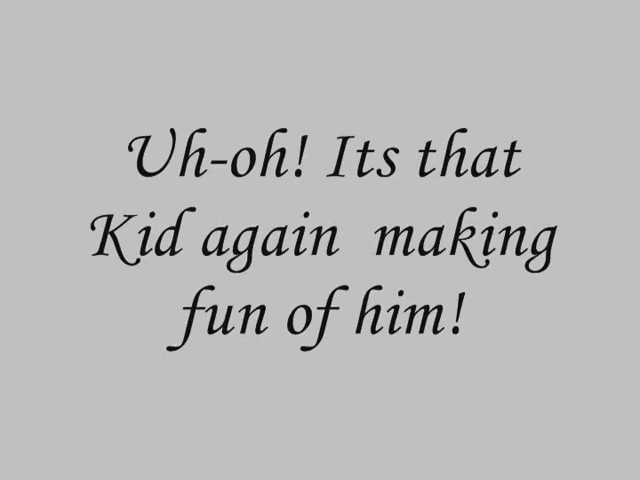 Uh-oh! Its that
Kid again  making
fun of him!